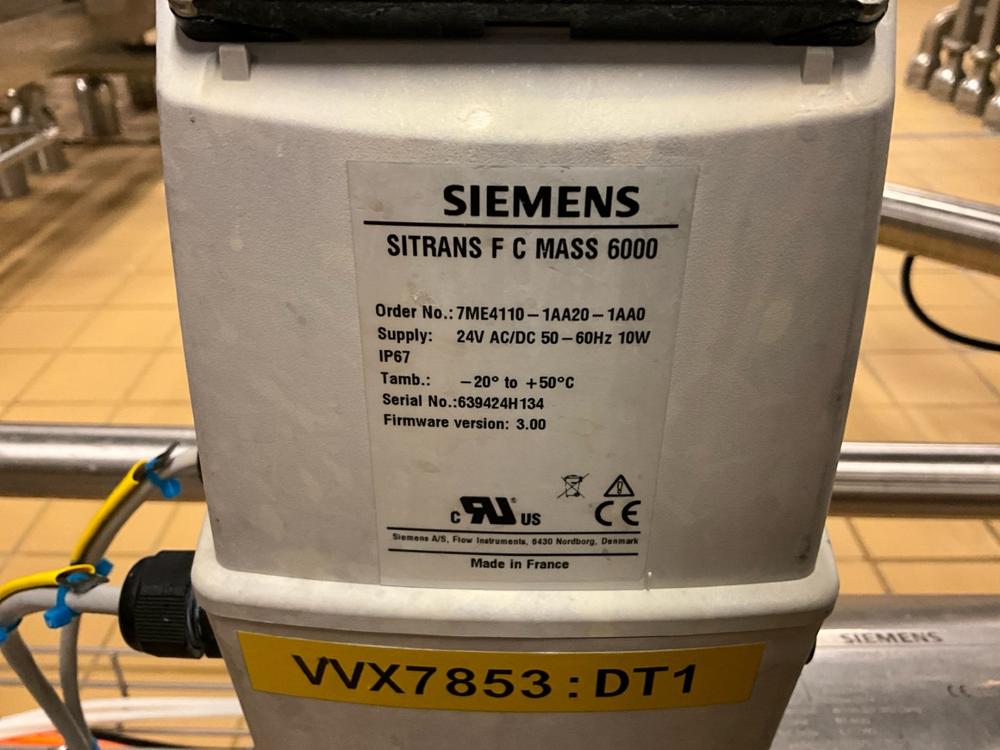 SIEMENS
SITRANS F C MASS 6000
Order No.: 7ME4110-1AA20-1AA0
Supply: 24V AC/DC 50-60Hz 10W
IP67
Tamb.: -20° to +50°C
Serial No.:639424H134
Firmware version: 3.00
c RU US
CE
Siemens A/S, Flow Instruments, 6430 Nordborg, Denmark
Made in France
VVX7853:DT1
SIEMENS
CE